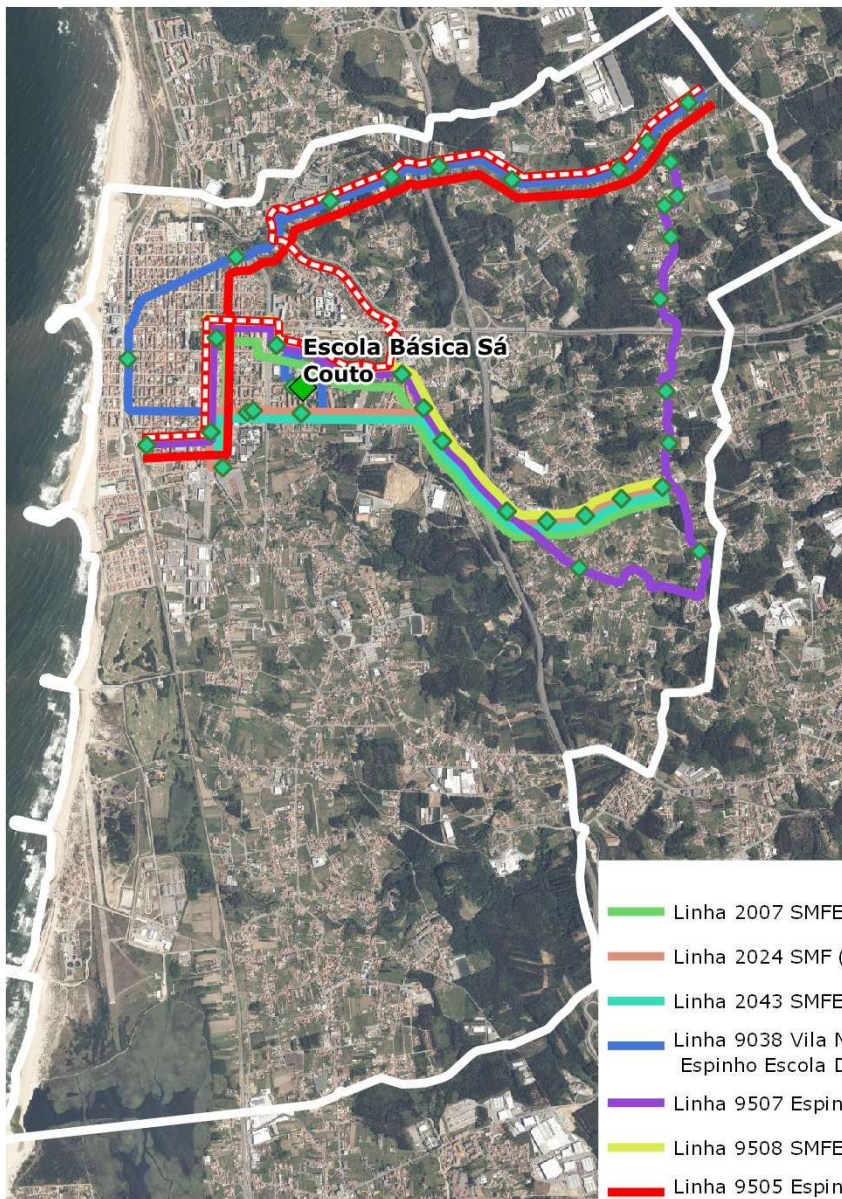 Escola Básica Sá
Couto
Linha 2007 SMFE
Linha 2024 SMF (
Linha 2043 SMFE
Linha 9038 Vila
Espinho Escola
Linha 9507 Espin
Linha 9508 SMFE
Linha 9505 Espin